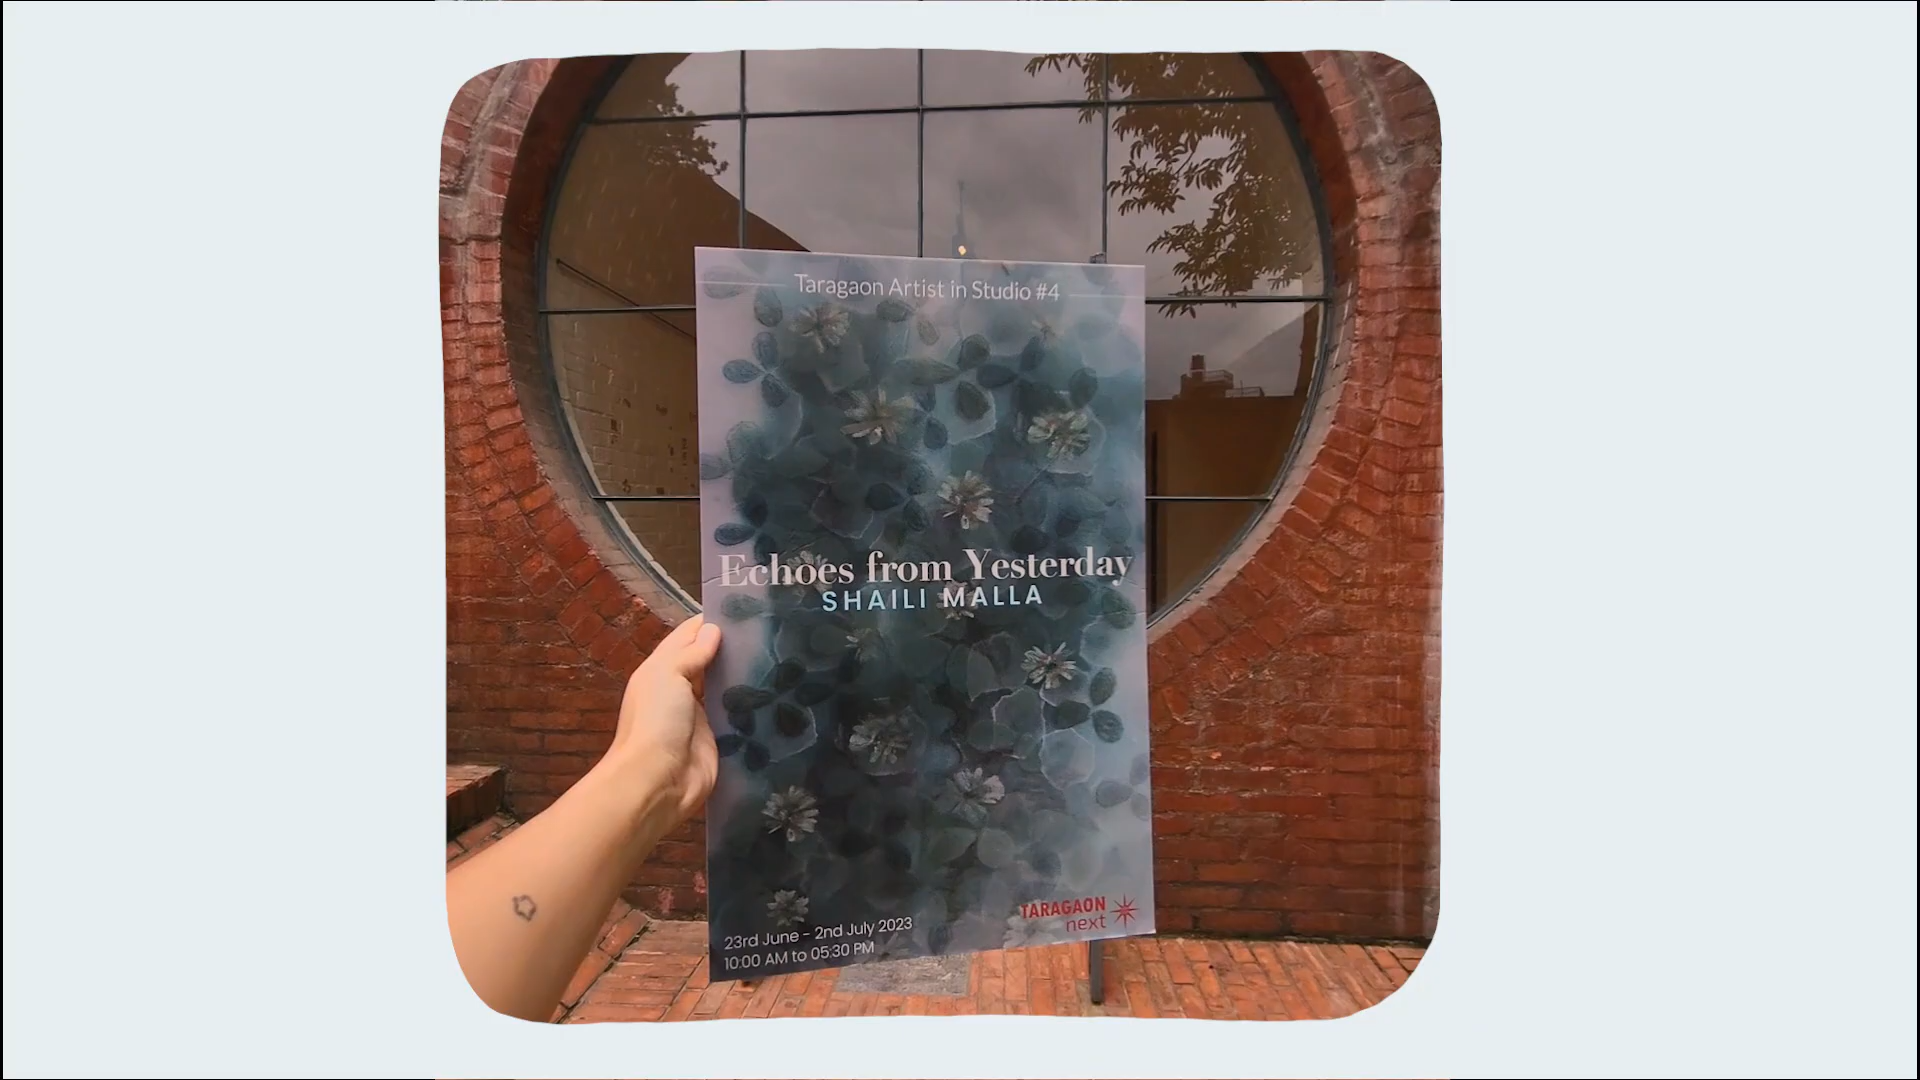 Taragaon Artist in Studio #4
Echoes from Yesterday
SHAILI MALLA
23rd June - 2nd July 2023
10:00 AM to 05:30 PM
TARAGAON
next